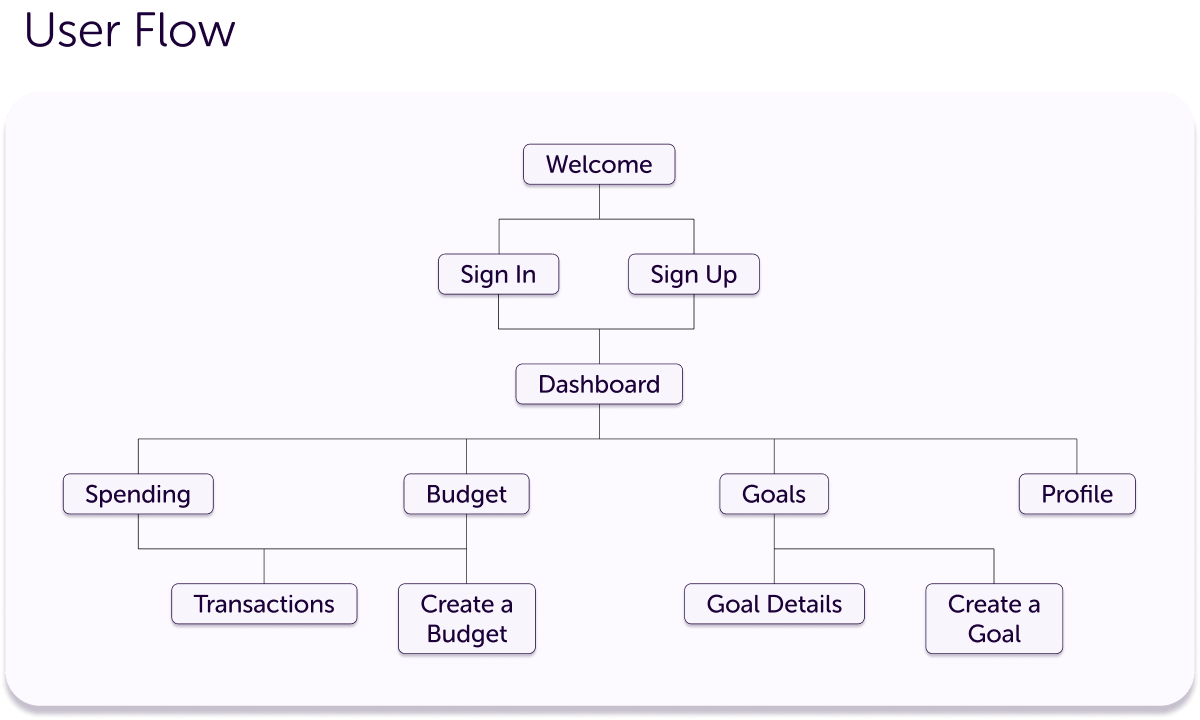 User Flow
Welcome
Sign In
Sign Up
Dashboard
Spending
Budget
Goals
Profile
Transactions
Create a
Budget
Goal Details
Create a
Goal